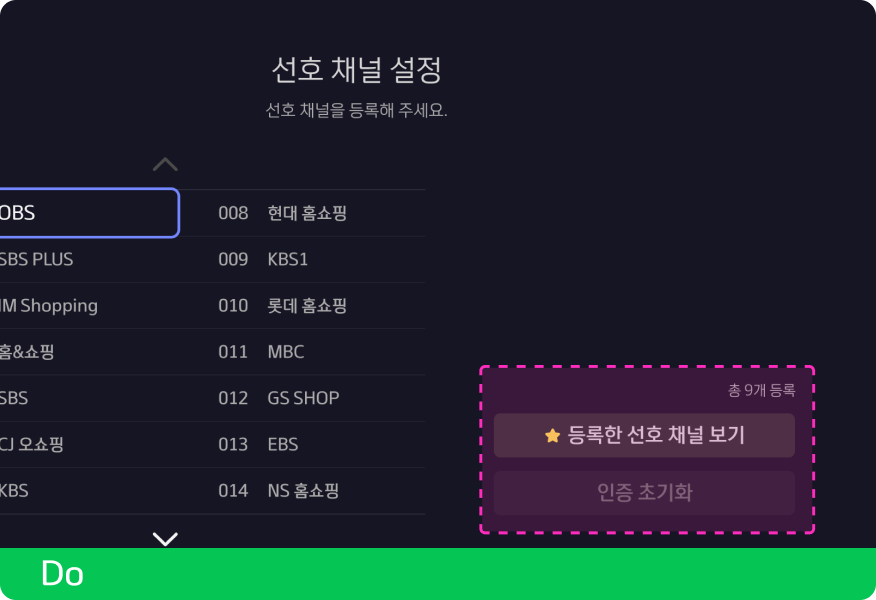 선호 채널 설정
선호 채널을 등록해 주세요.
OBS
008 현대 홈쇼핑
SBS PLUS
009 KBS1
IM Shopping
010 롯데 홈쇼핑
홈&쇼핑
011 MBC
SBS
012 GS SHOP
CJ 오쇼핑
013 EBS
KBS
014 NS 홈쇼핑
총 9개 등록
등록한 선호 채널 보기
인증 초기화
Do